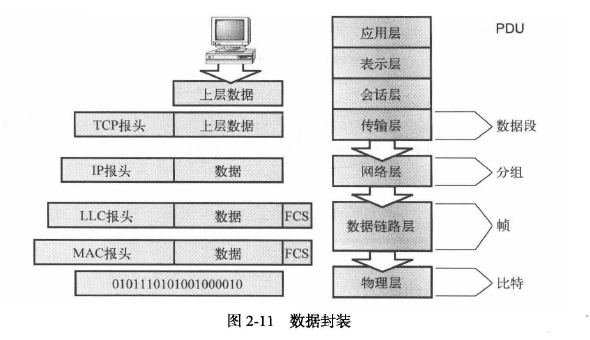 应用层 PDU
表示层
上层数据 会话层
TCP报头 上层数据 传输层 数据段
IP报头 数据 网络层 分组
LLC报头 数据 FCS 数据链路层 帧
MAC报头 数据 FCS
0101110101001000010 物理层 比特
图 2-11 数据封装